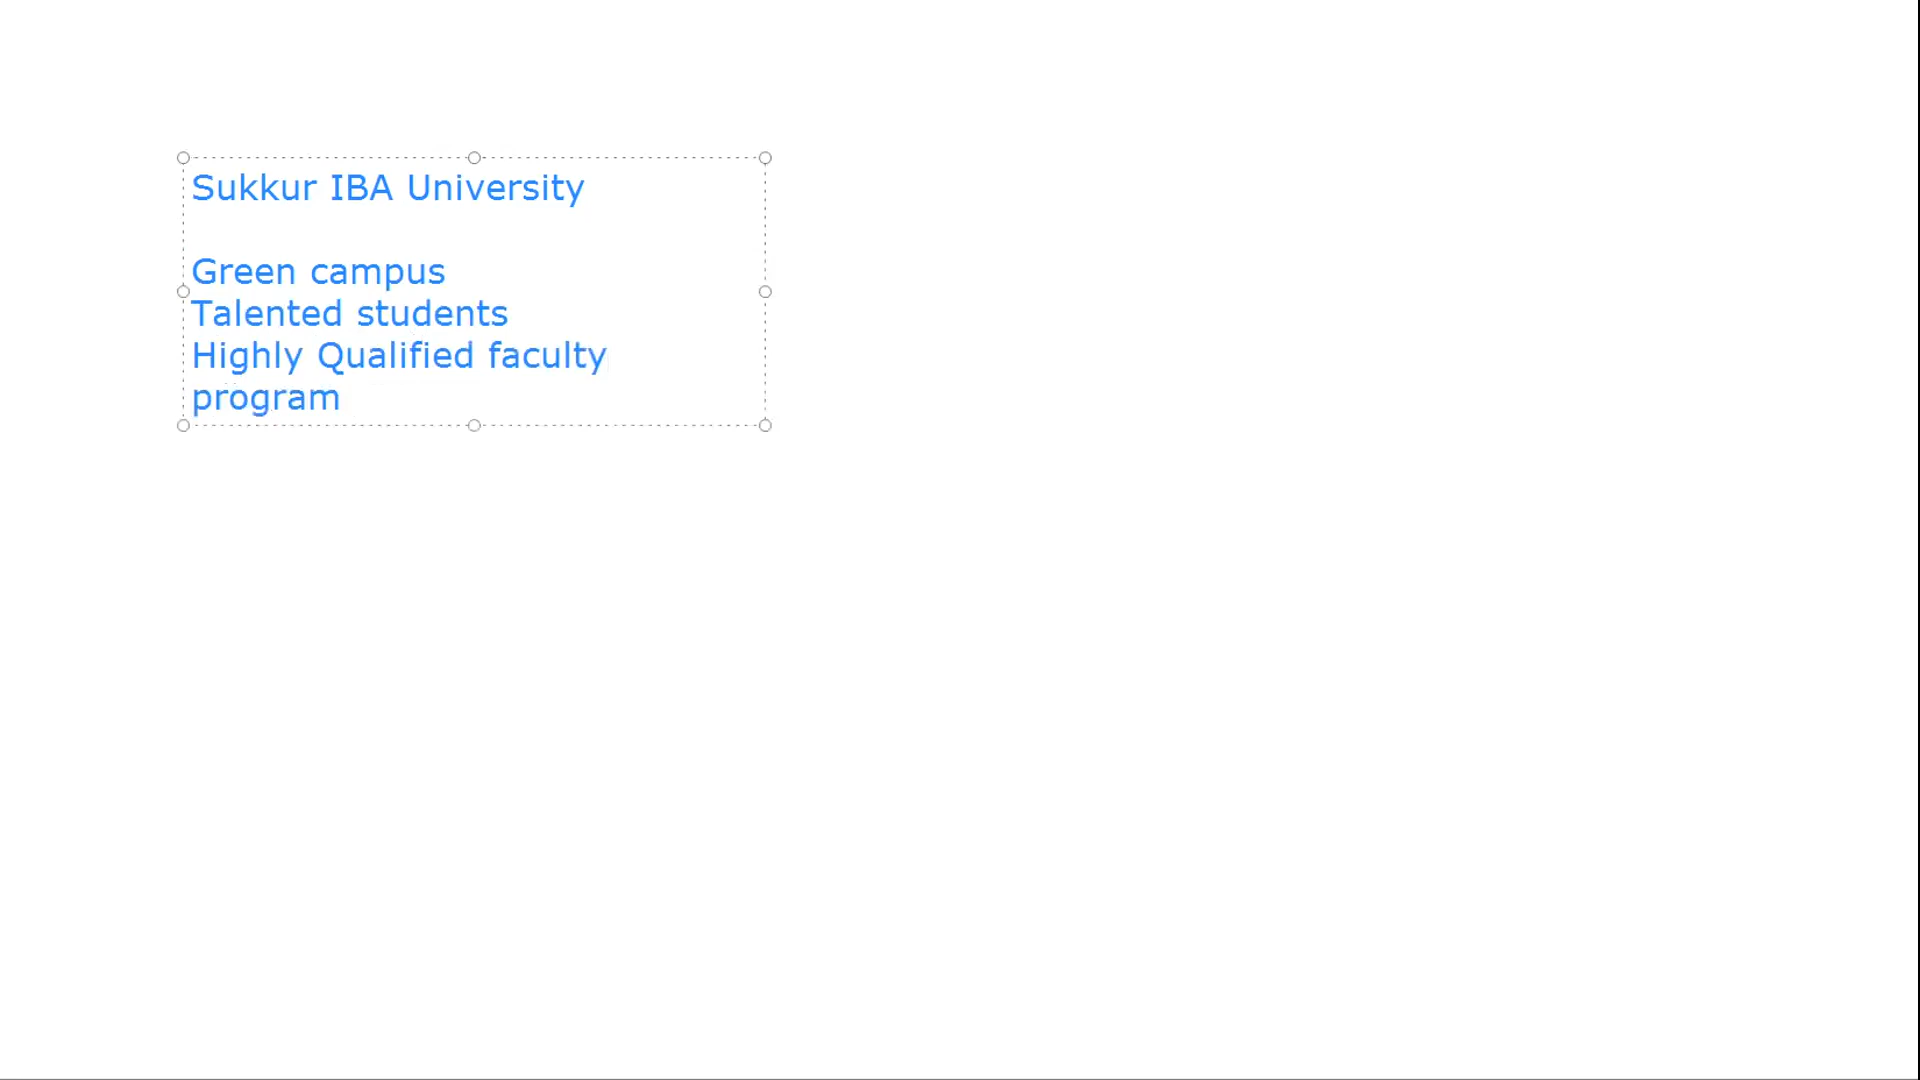 Sukkur IBA University
Green campus
Talented students
Highly Qualified faculty
program